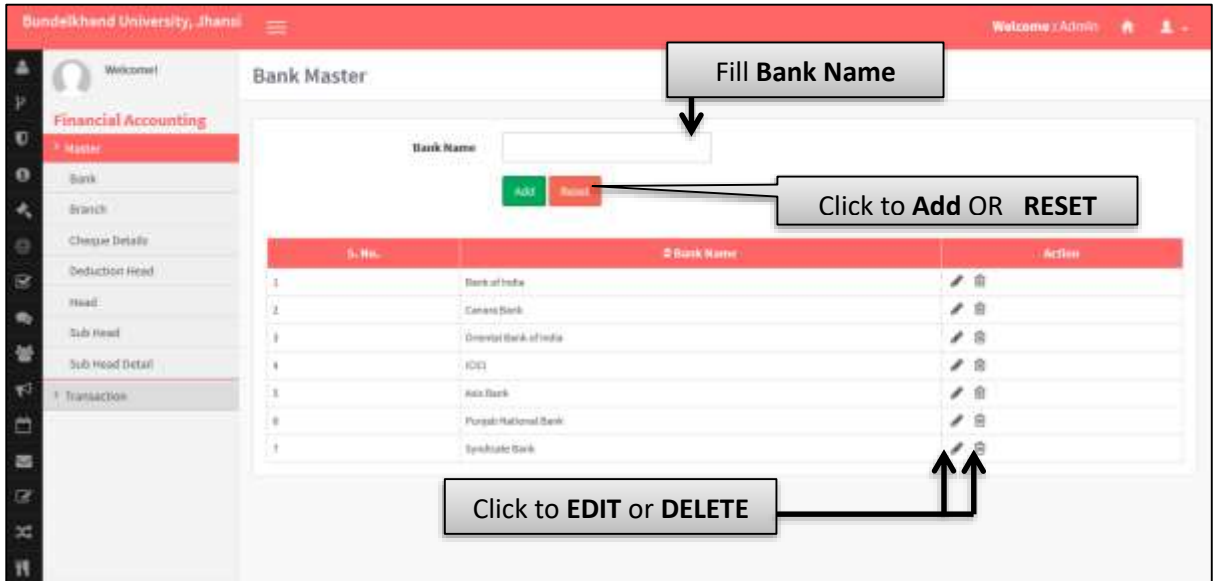 Bundelkhand University, Jhansi
Welcome : Admin
Welcome!
Bank Master
Fill Bank Name
Financial Accounting
Master
Bank Name
Bank
Add Reset
Click to Add OR RESET
Branch
Cheque Details
S. No. Bank Name Action
Deduction Head
1 Bank of India
Head
2 Canara Bank
Sub Head
3 Oriental Bank of India
Sub Head Detail
4 ICICI
Transaction
5 Axis Bank
6 Punjab National Bank
7 Syndicate Bank
Click to EDIT or DELETE